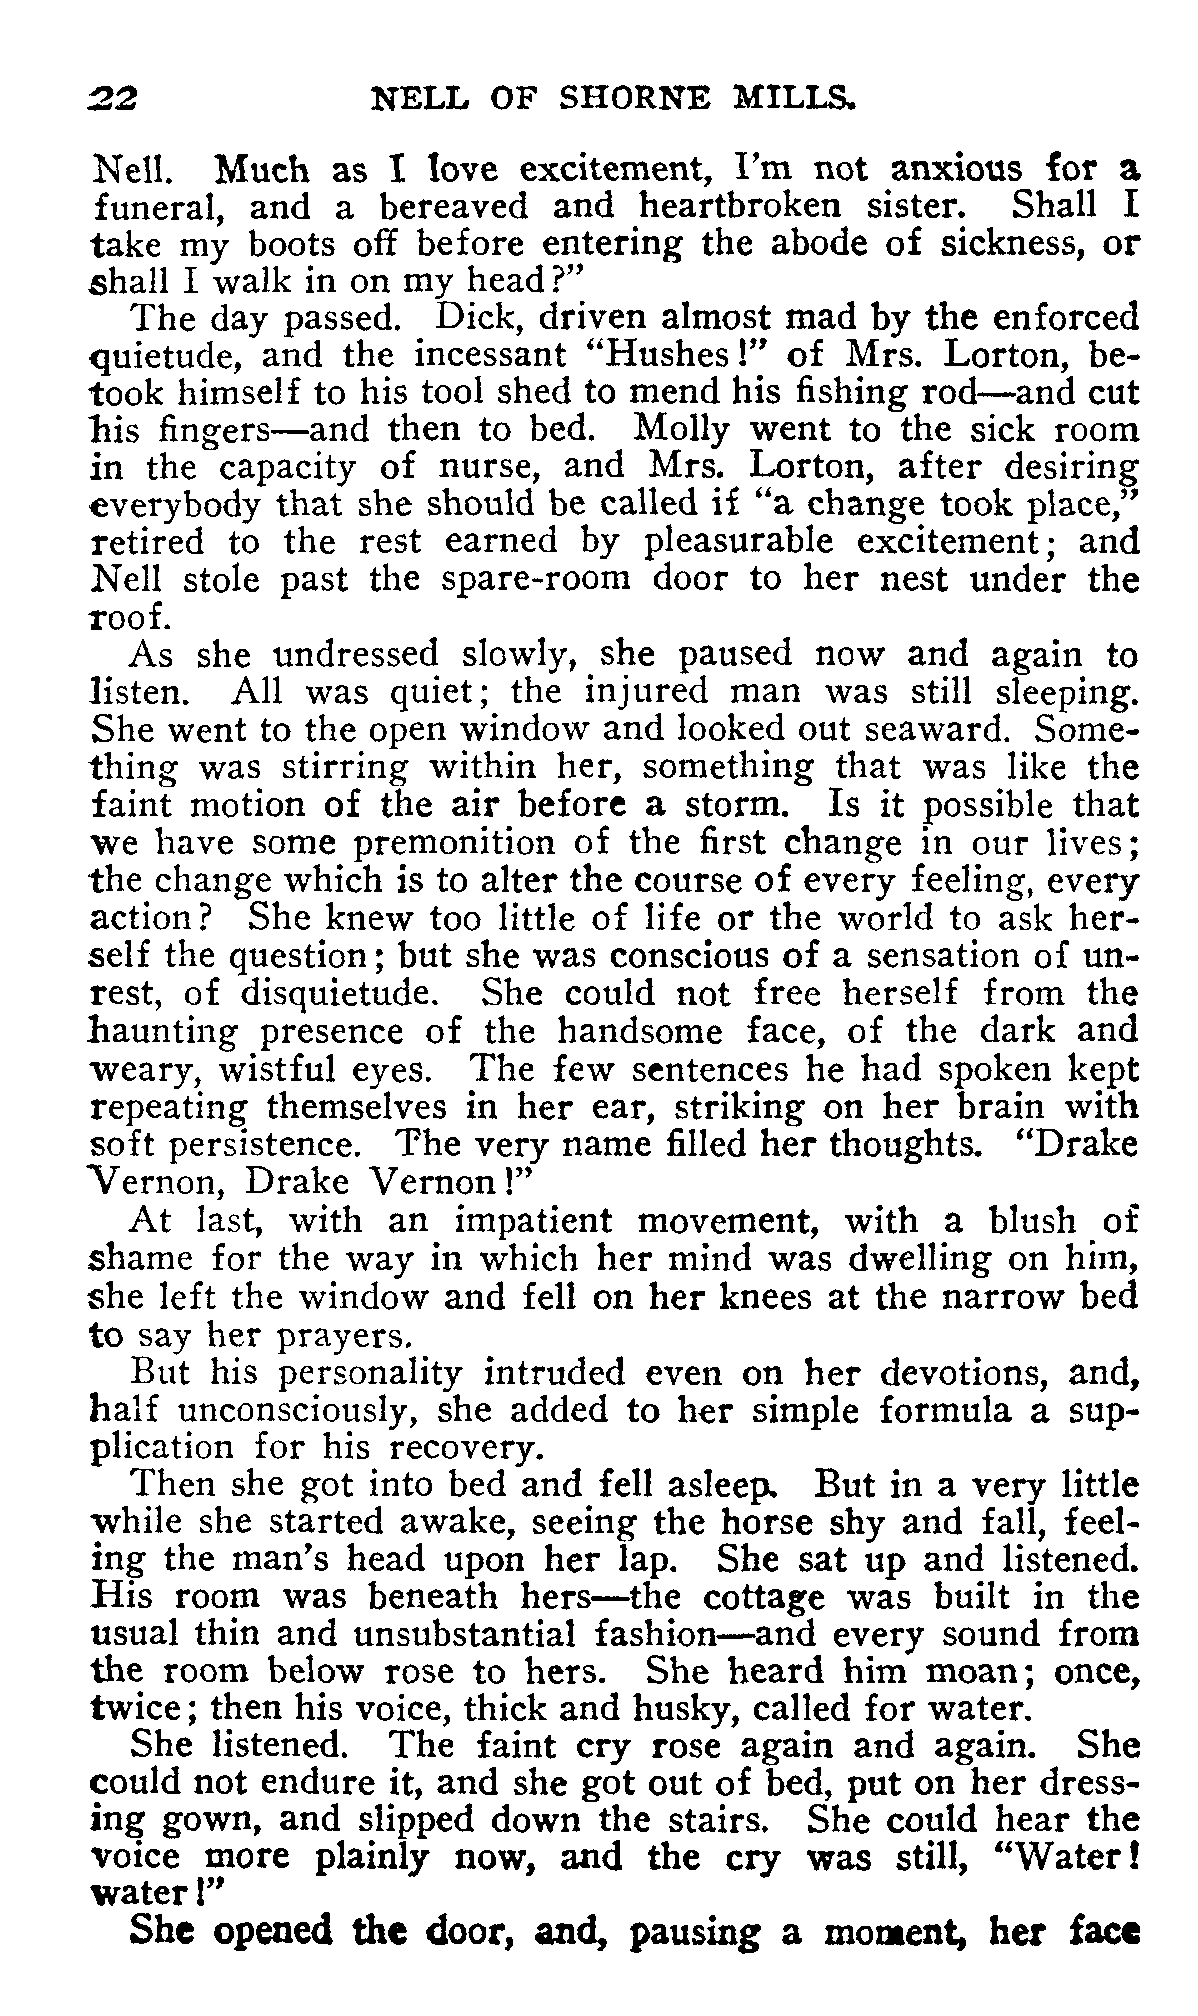 22 NELL OF SHORNE MILLS.
Nell. Much as I love excitement, I'm not anxious for a
funeral, and a bereaved and heartbroken sister. Shall I
take my boots off before entering the abode of sickness, or
shall I walk in on my head?"
The day passed. Dick, driven almost mad by the enforced
quietude, and the incessant "Hushes!" of Mrs. Lorton, be-
took himself to his tool shed to mend his fishing rod—and cut
his fingers—and then to bed. Molly went to the sick room
in the capacity of nurse, and Mrs. Lorton, after desiring
everybody that she should be called if "a change took place,"
retired to the rest earned by pleasurable excitement; and
Nell stole past the spare-room door to her nest under the
roof.
As she undressed slowly, she paused now and again to
listen. All was quiet; the injured man was still sleeping.
She went to the open window and looked out seaward. Some-
thing was stirring within her, something that was like the
faint motion of the air before a storm. Is it possible that
we have some premonition of the first change in our lives;
the change which is to alter the course of every feeling, every
action? She knew too little of life or the world to ask her-
self the question; but she was conscious of a sensation of un-
rest, of disquietude. She could not free herself from the
haunting presence of the handsome face, of the dark and
weary, wistful eyes. The few sentences he had spoken kept
repeating themselves in her ear, striking on her brain with
soft persistence. The very name filled her thoughts. "Drake
Vernon, Drake Vernon!"
At last, with an impatient movement, with a blush of
shame for the way in which her mind was dwelling on him,
she left the window and fell on her knees at the narrow bed
to say her prayers.
But his personality intruded even on her devotions, and,
half unconsciously, she added to her simple formula a sup-
plication for his recovery.
Then she got into bed and fell asleep. But in a very little
while she started awake, seeing the horse shy and fall, feel-
ing the man's head upon her lap. She sat up and listened.
His room was beneath hers—the cottage was built in the
usual thin and unsubstantial fashion—and every sound from
the room below rose to hers. She heard him moan; once,
twice; then his voice, thick and husky, called for water.
She listened. The faint cry rose again and again. She
could not endure it, and she got out of bed, put on her dress-
ing gown, and slipped down the stairs. She could hear the
voice more plainly now, and the cry was still, "Water!
water!"
She opened the door, and, pausing a moment, her face